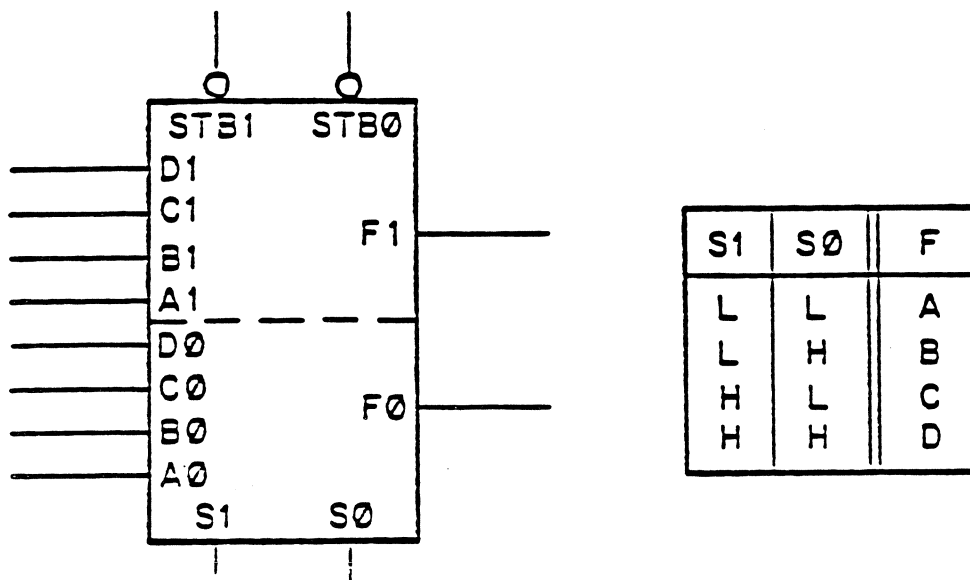 STB1 STBØ
D1
C1
B1
A1
F1
DØ
CØ
BØ
AØ
FØ
S1 SØ
S1 SØ F
L L A
L H B
H L C
H H D